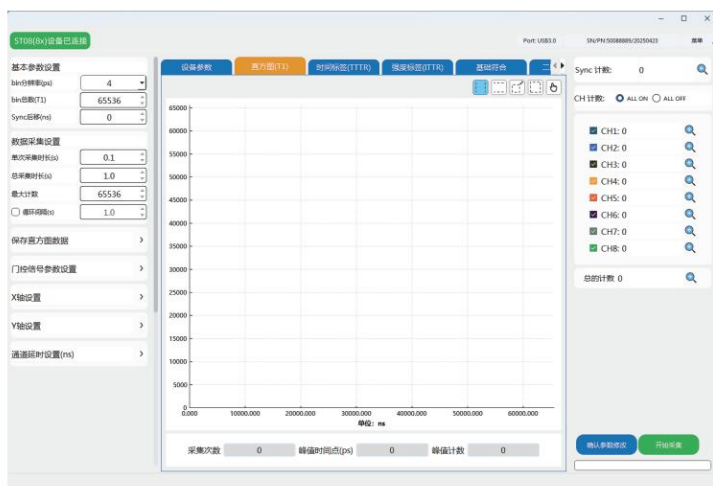 ST08(8x)设备已连接
Port: USB3.0
SN/PN:50088889/20250423
菜单
基本参数设置
bin分辨率(ps)
4
bin总数(T1)
65536
Sync后移(ns)
0
数据采集设置
单次采集时长(s)
0.1
总采集时长(s)
1.0
最大计数
65536
循环间隔(s)
1.0
保存直方图数据
门控信号参数设置
X轴设置
Y轴设置
通道延时设置(ns)
设备参数
直方图(T1)
时间标签(TTTR)
强度标签(ITTR)
基础符合
二
65000
60000
55000
50000
45000
40000
35000
30000
25000
20000
15000
10000
5000
0
0.000 10000.000 20000.000 30000.000 40000.000 50000.000 60000.000
单位: ns
采集次数 0 峰值时间点(ps) 0 峰值计数 0
Sync 计数: 0
CH 计数: ALL ON ALL OFF
CH1: 0
CH2: 0
CH3: 0
CH4: 0
CH5: 0
CH6: 0
CH7: 0
CH8: 0
总的计数 0
确认参数修改
开始采集